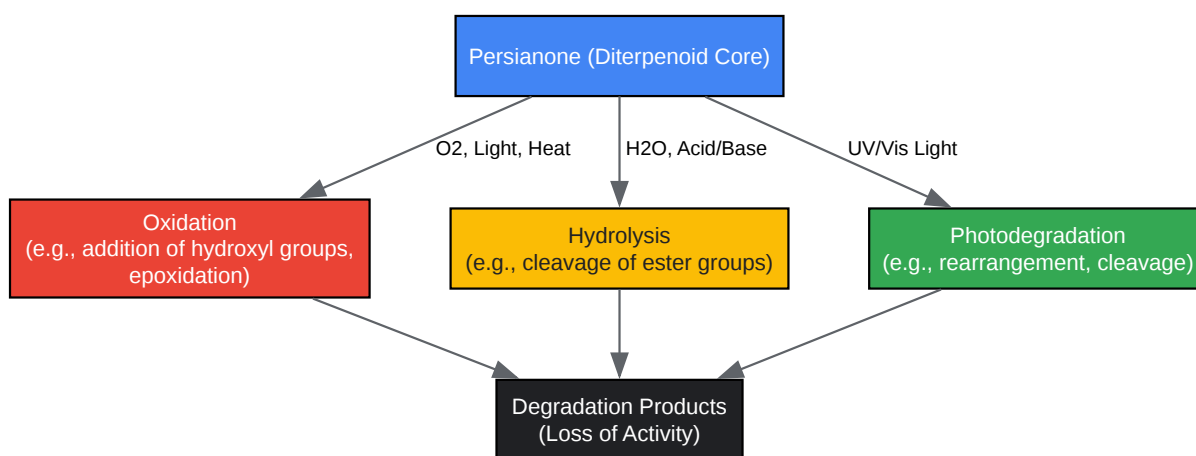 Persianone (Diterpenoid Core)
O2, Light, Heat
H2O, Acid/Base
UV/Vis Light
Oxidation
(e.g., addition of hydroxyl groups,
epoxidation)
Hydrolysis
(e.g., cleavage of ester groups)
Photodegradation
(e.g., rearrangement, cleavage)
Degradation Products
(Loss of Activity)